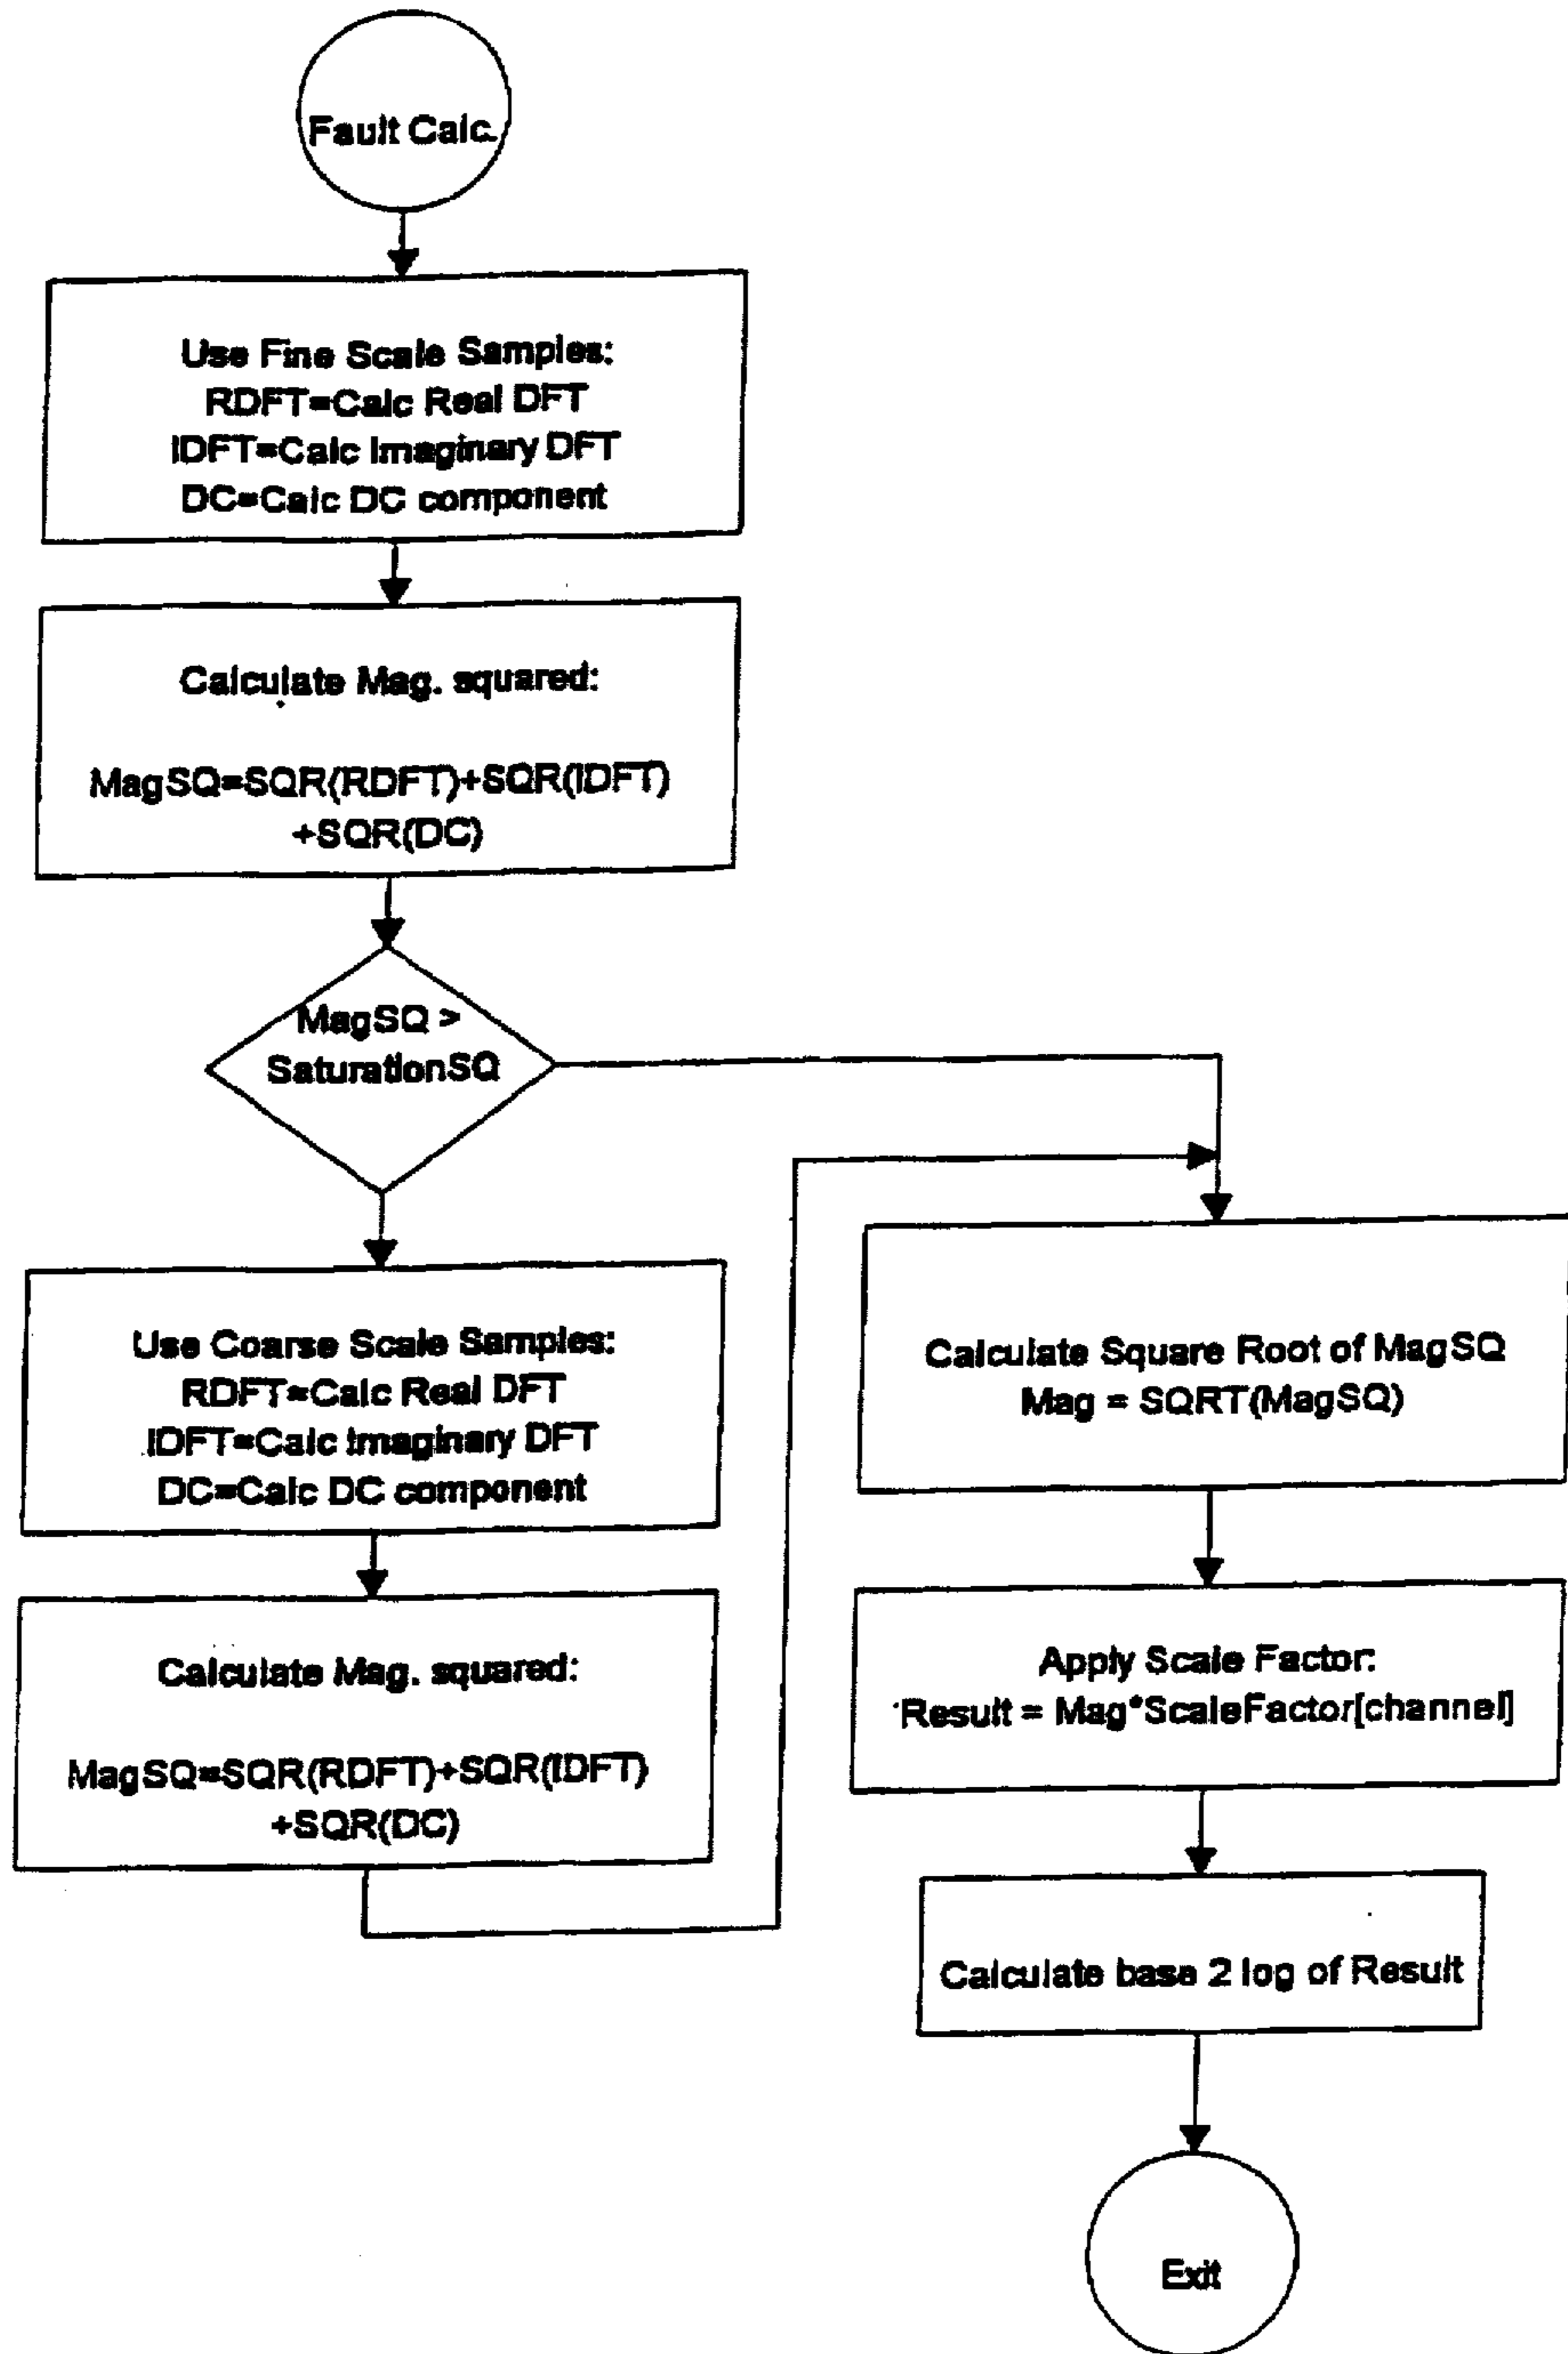 Fault Calc.
Use Fine Scale Samples:
RDFT=Calc Real DFT
IDFT=Calc Imaginary DFT
DC=Calc DC component
Calculate Mag. squared:
MagSQ=SQR(RDFT)+SQR(IDFT)
+SQR(DC)
MagSQ >
SaturationSQ
Use Coarse Scale Samples:
RDFT=Calc Real DFT
IDFT=Calc Imaginary DFT
DC=Calc DC component
Calculate Mag. squared:
MagSQ=SQR(RDFT)+SQR(IDFT)
+SQR(DC)
Calculate Square Root of MagSQ
Mag = SQRT(MagSQ)
Apply Scale Factor:
Result = Mag*ScaleFactor[channel]
Calculate base 2 log of Result
Exit